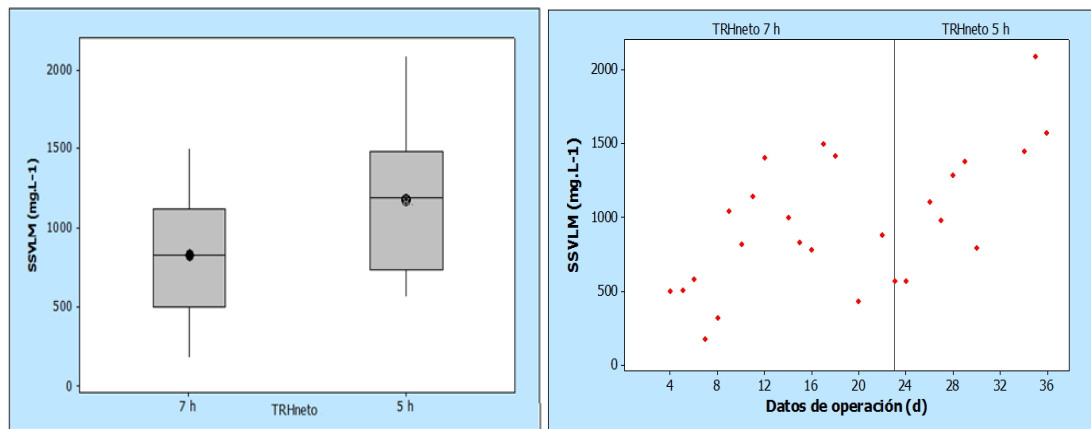 SSVLM (mg.L-1)
2000
1500
1000
500
0
7 h
TRHneto
5 h
TRHneto 7 h
TRHneto 5 h
SSVLM (mg.L-1)
2000
1500
1000
500
0
4 8 12 16 20 24 28 32 36
Datos de operación (d)